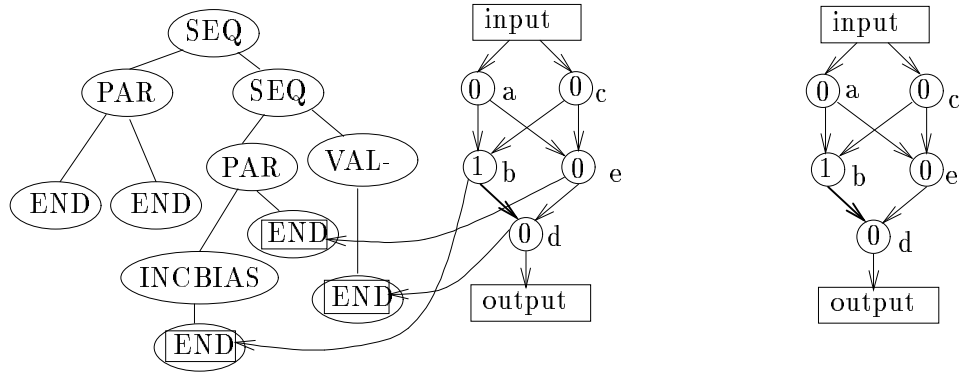 SEQ
PAR
SEQ
END
END
PAR
VAL-
END
INCBIAS
END
END
input
0
a
0
c
1
b
0
e
0
d
output
input
0
a
0
c
1
b
0
e
0
d
output